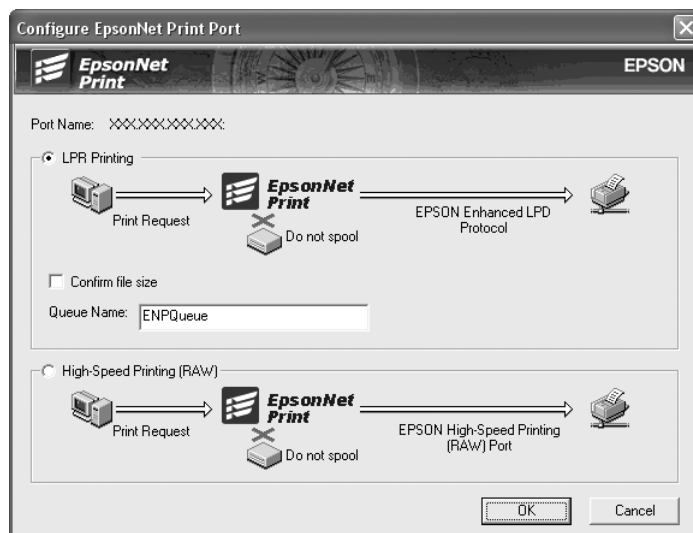 Configure EpsonNet Print Port
EpsonNet
Print
EPSON
Port Name: XXX.XXX.XXX.XXX:
LPR Printing
EpsonNet
Print
Print Request
EPSON Enhanced LPD
Protocol
Do not spool
Confirm file size
Queue Name: ENPQueue
High-Speed Printing (RAW)
EpsonNet
Print
Print Request
EPSON High-Speed Printing
(RAW) Port
Do not spool
OK
Cancel